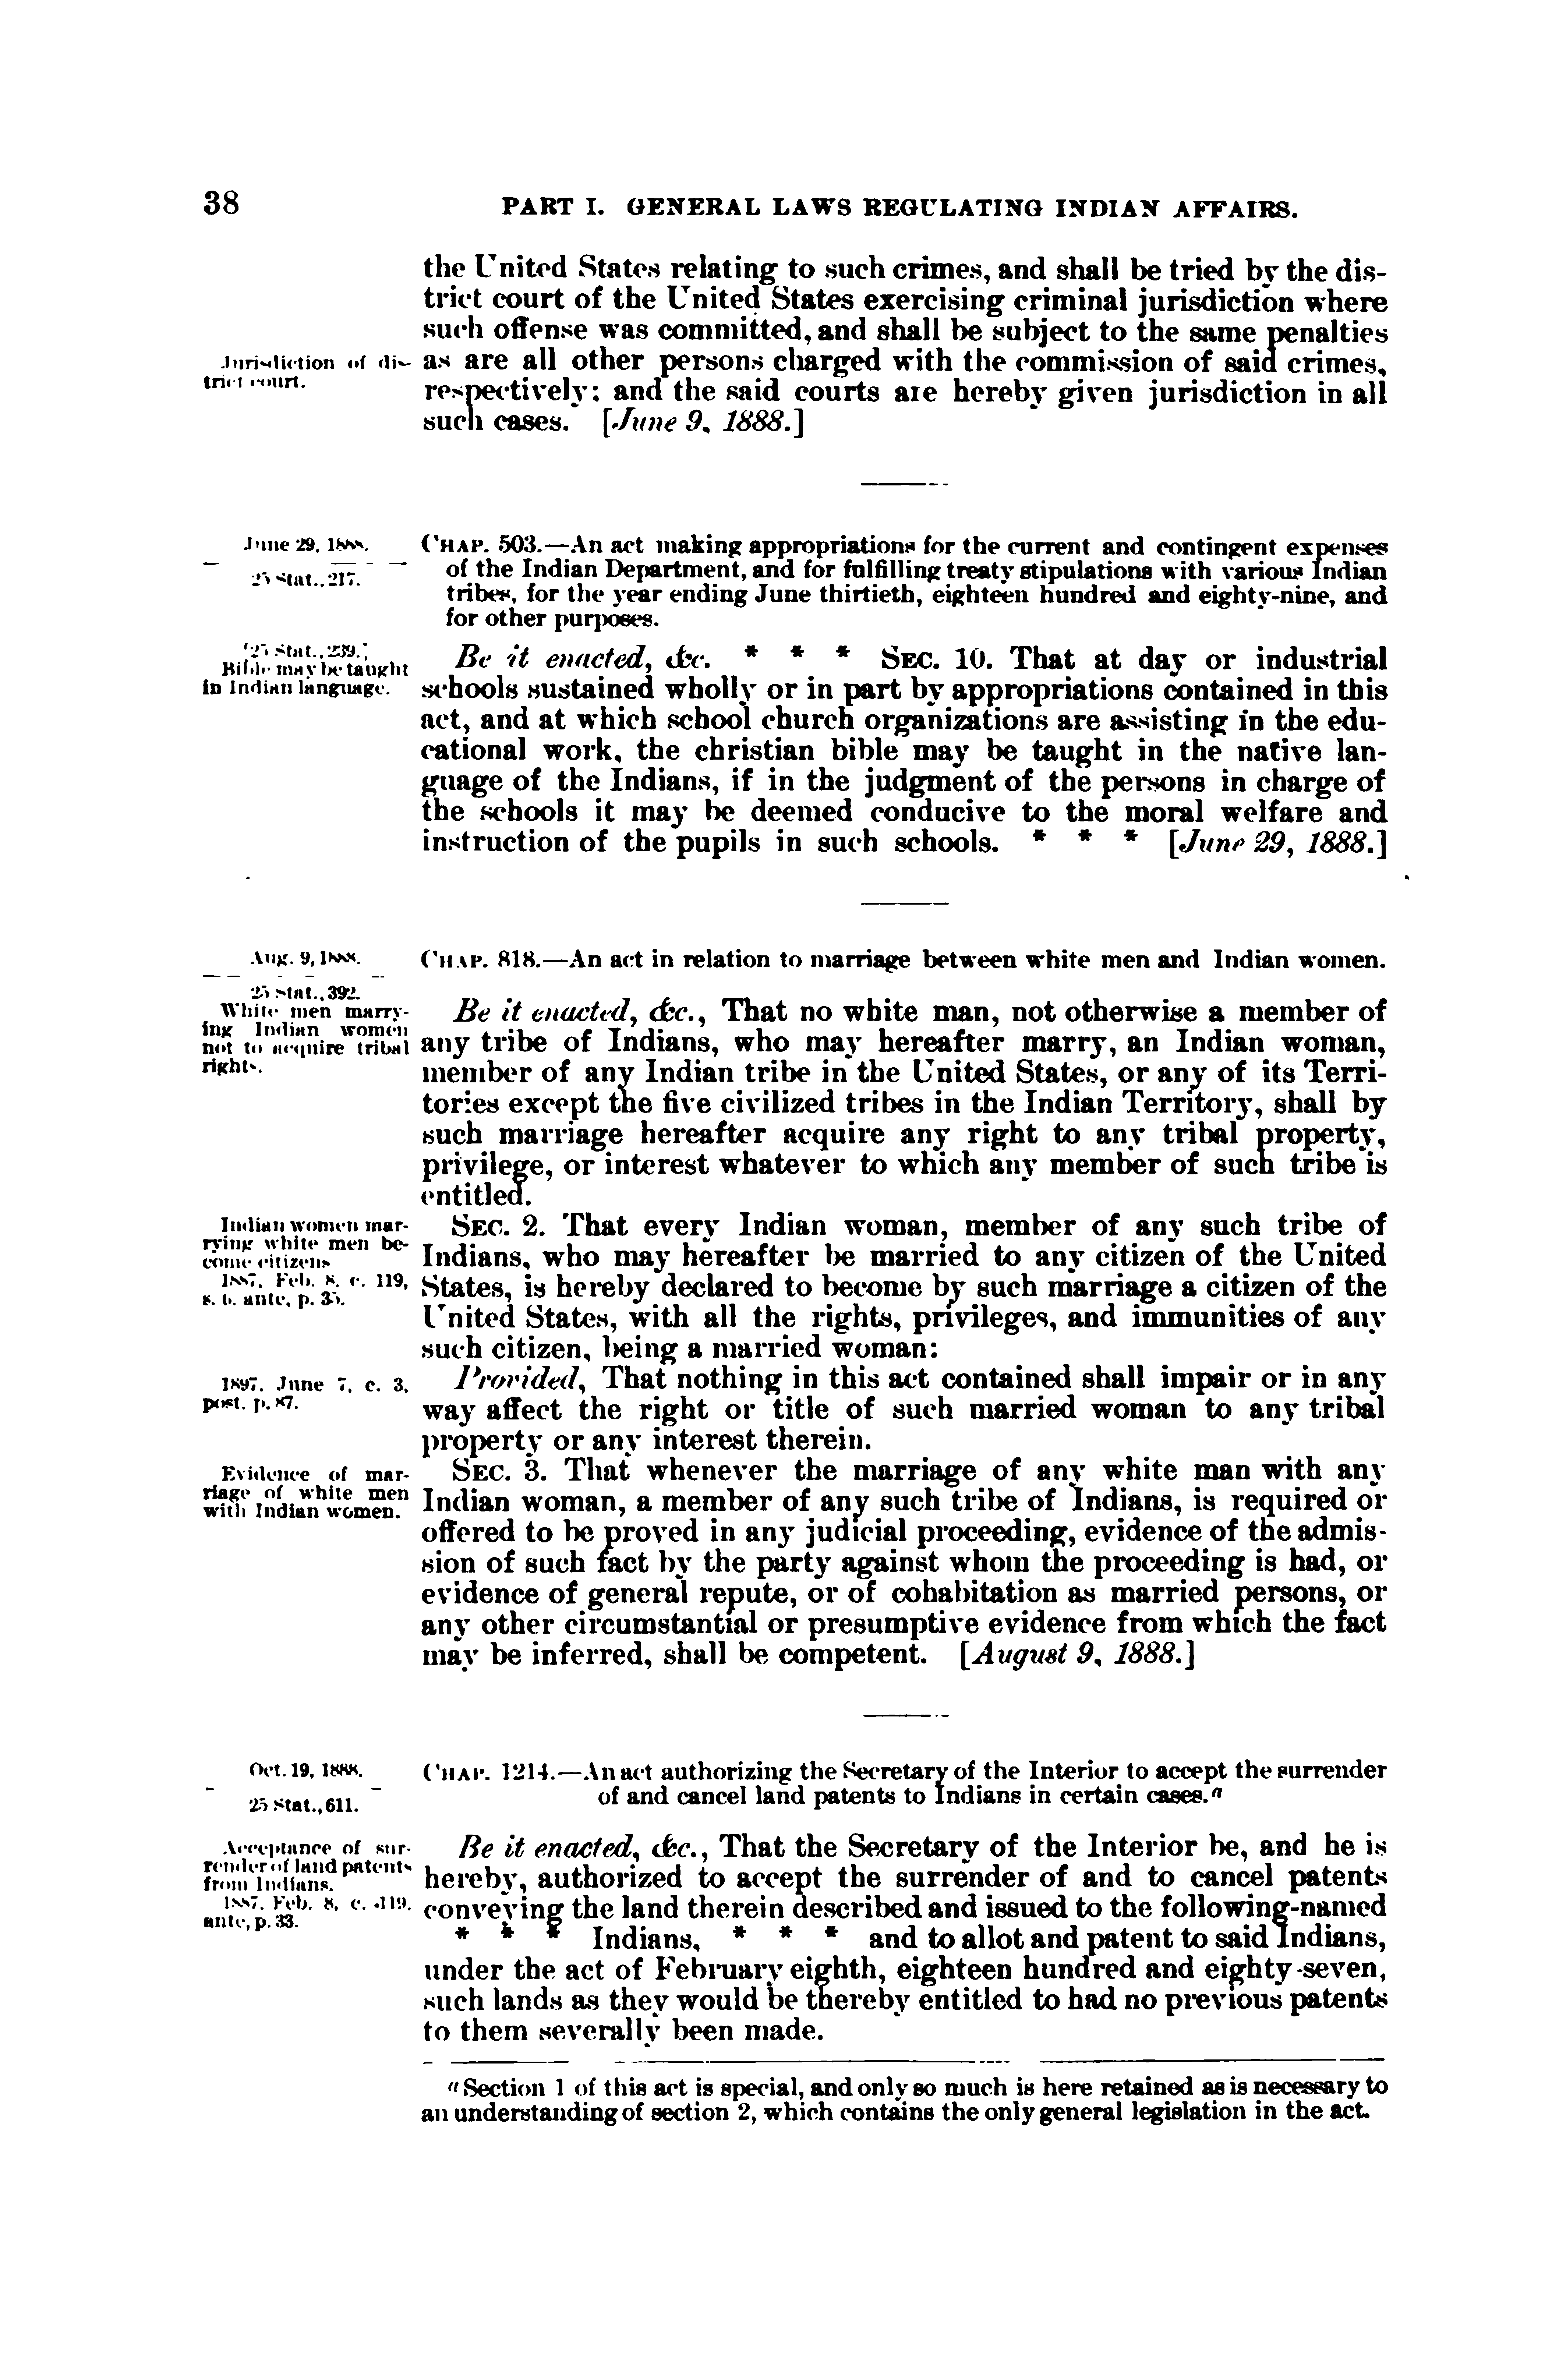 38
PART I. GENERAL LAWS REGULATING INDIAN AFFAIRS.
the United States relating to such crimes, and shall be tried by the dis-
trict court of the United States exercising criminal jurisdiction where
such offense was committed, and shall be subject to the same penalties
Jurisdiction of dis-
trict court.
as are all other persons charged with the commission of said crimes,
respectively; and the said courts are hereby given jurisdiction in all
such cases. [June 9, 1888.]
June 29, 1888.
25 Stat., 217.
CHAP. 503.—An act making appropriations for the current and contingent expenses
of the Indian Department, and for fulfilling treaty stipulations with various Indian
tribes, for the year ending June thirtieth, eighteen hundred and eighty-nine, and
for other purposes.
[25 Stat., 239.]
Bible may be taught
in Indian language.
Be it enacted, &c. * * * SEC. 10. That at day or industrial
schools sustained wholly or in part by appropriations contained in this
act, and at which school church organizations are assisting in the edu-
cational work, the christian bible may be taught in the native lan-
guage of the Indians, if in the judgment of the persons in charge of
the schools it may be deemed conducive to the moral welfare and
instruction of the pupils in such schools. * * * [June 29, 1888.]
Aug. 9, 1888.
25 Stat., 392.
CHAP. 818.—An act in relation to marriage between white men and Indian women.
White men marry-
ing Indian women
not to acquire tribal
rights.
Be it enacted, &c., That no white man, not otherwise a member of
any tribe of Indians, who may hereafter marry, an Indian woman,
member of any Indian tribe in the United States, or any of its Terri-
tories except the five civilized tribes in the Indian Territory, shall by
such marriage hereafter acquire any right to any tribal property,
privilege, or interest whatever to which any member of such tribe is
entitled.
Indian women mar-
rying white men be-
come citizens
1887, Feb. 8, c. 119,
s. 6. ante, p. 35.
SEC. 2. That every Indian woman, member of any such tribe of
Indians, who may hereafter be married to any citizen of the United
States, is hereby declared to become by such marriage a citizen of the
United States, with all the rights, privileges, and immunities of any
such citizen, being a married woman:
1897, June 7, c. 3,
post. p. 87.
Provided, That nothing in this act contained shall impair or in any
way affect the right or title of such married woman to any tribal
property or any interest therein.
Evidence of mar-
riage of white men
with Indian women.
SEC. 3. That whenever the marriage of any white man with any
Indian woman, a member of any such tribe of Indians, is required or
offered to be proved in any judicial proceeding, evidence of the admis-
sion of such fact by the party against whom the proceeding is had, or
evidence of general repute, or of cohabitation as married persons, or
any other circumstantial or presumptive evidence from which the fact
may be inferred, shall be competent. [August 9, 1888.]
Oct. 19, 1888.
25 Stat., 611.
CHAP. 1214.—An act authorizing the Secretary of the Interior to accept the surrender
of and cancel land patents to Indians in certain cases.a
Acceptance of sur-
render of land patents
from Indians.
1887, Feb. 8, c. 119.
ante, p. 33.
Be it enacted, &c., That the Secretary of the Interior be, and he is
hereby, authorized to accept the surrender of and to cancel patents
conveying the land therein described and issued to the following-named
* * * Indians, * * * and to allot and patent to said Indians,
under the act of February eighth, eighteen hundred and eighty-seven,
such lands as they would be thereby entitled to had no previous patents
to them severally been made.
a Section 1 of this act is special, and only so much is here retained as is necessary to
an understanding of section 2, which contains the only general legislation in the act.